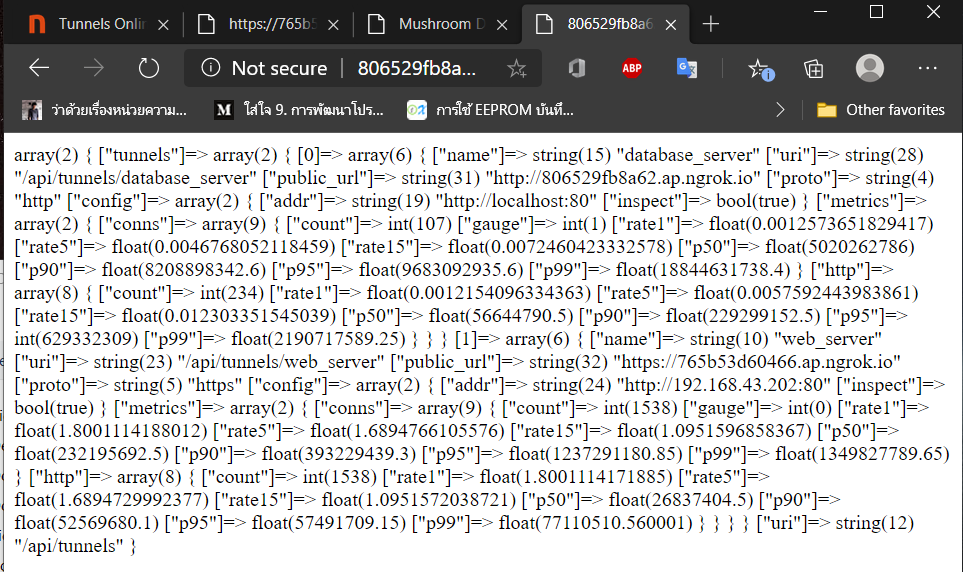 Tunnels Onlin
https://765b5
Mushroom D
806529fb8a6
Not secure
806529fb8a...
ABP
ว่าด้วยเรื่องหน่วยความ...
M
ใส่ใจ 9. การพัฒนาโปร...
การใช้ EEPROM บันที...
Other favorites
array(2) { ["tunnels"]=> array(2) { [0]=> array(6) { ["name"]=> string(15) "database_server" ["uri"]=> string(28)
"/api/tunnels/database_server" ["public_url"]=> string(31) "http://806529fb8a62.ap.ngrok.io" ["proto"]=> string(4)
"http" ["config"]=> array(2) { ["addr"]=> string(19) "http://localhost:80" ["inspect"]=> bool(true) } ["metrics"]=>
array(2) { ["conns"]=> array(9) { ["count"]=> int(107) ["gauge"]=> int(1) ["rate1"]=> float(0.0012573651829417)
["rate5"]=> float(0.0046768052118459) ["rate15"]=> float(0.0072460423332578) ["p50"]=> float(5020262786)
["p90"]=> float(8208898342.6) ["p95"]=> float(9683092935.6) ["p99"]=> float(18844631738.4) } ["http"]=>
array(8) { ["count"]=> int(234) ["rate1"]=> float(0.0012154096334363) ["rate5"]=> float(0.0057592443983861)
["rate15"]=> float(0.012303351545039) ["p50"]=> float(56644790.5) ["p90"]=> float(229299152.5) ["p95"]=>
int(629332309) ["p99"]=> float(2190717589.25) } } } [1]=> array(6) { ["name"]=> string(10) "web_server"
["uri"]=> string(23) "/api/tunnels/web_server" ["public_url"]=> string(32) "https://765b53d60466.ap.ngrok.io"
["proto"]=> string(5) "https" ["config"]=> array(2) { ["addr"]=> string(24) "http://192.168.43.202:80" ["inspect"]=>
bool(true) } ["metrics"]=> array(2) { ["conns"]=> array(9) { ["count"]=> int(1538) ["gauge"]=> int(0) ["rate1"]=>
float(1.8001114188012) ["rate5"]=> float(1.6894766105576) ["rate15"]=> float(1.0951596858367) ["p50"]=>
float(232195692.5) ["p90"]=> float(393229439.3) ["p95"]=> float(1237291180.85) ["p99"]=> float(1349827789.65)
} ["http"]=> array(8) { ["count"]=> int(1538) ["rate1"]=> float(1.8001114171885) ["rate5"]=>
float(1.6894729992377) ["rate15"]=> float(1.0951572038721) ["p50"]=> float(26837404.5) ["p90"]=>
float(52569680.1) ["p95"]=> float(57491709.15) ["p99"]=> float(77110510.560001) } } } } ["uri"]=> string(12)
"/api/tunnels" }